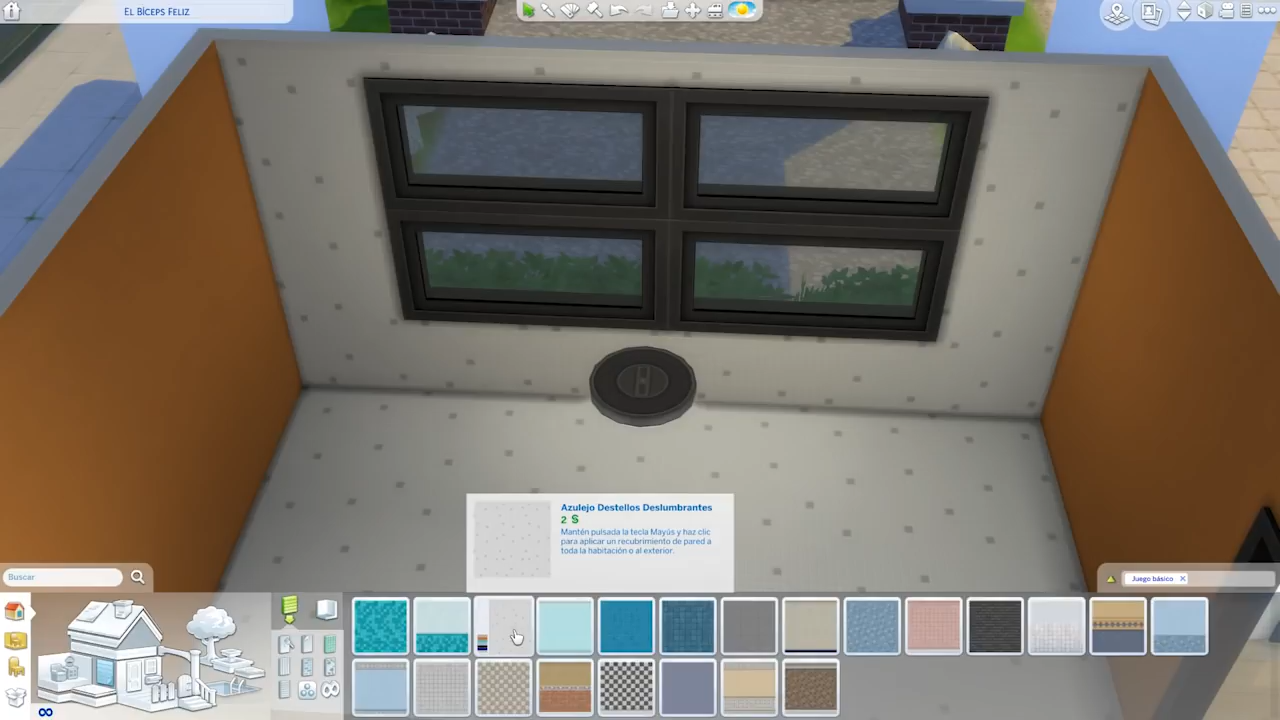 EL BÍCEPS FELIZ
Azulejo Destellos Deslumbrantes
2 $
Mantén pulsada la tecla Mayús y haz clic
para aplicar un recubrimiento de pared a
toda la habitación o al exterior.
Buscar
Juego básico